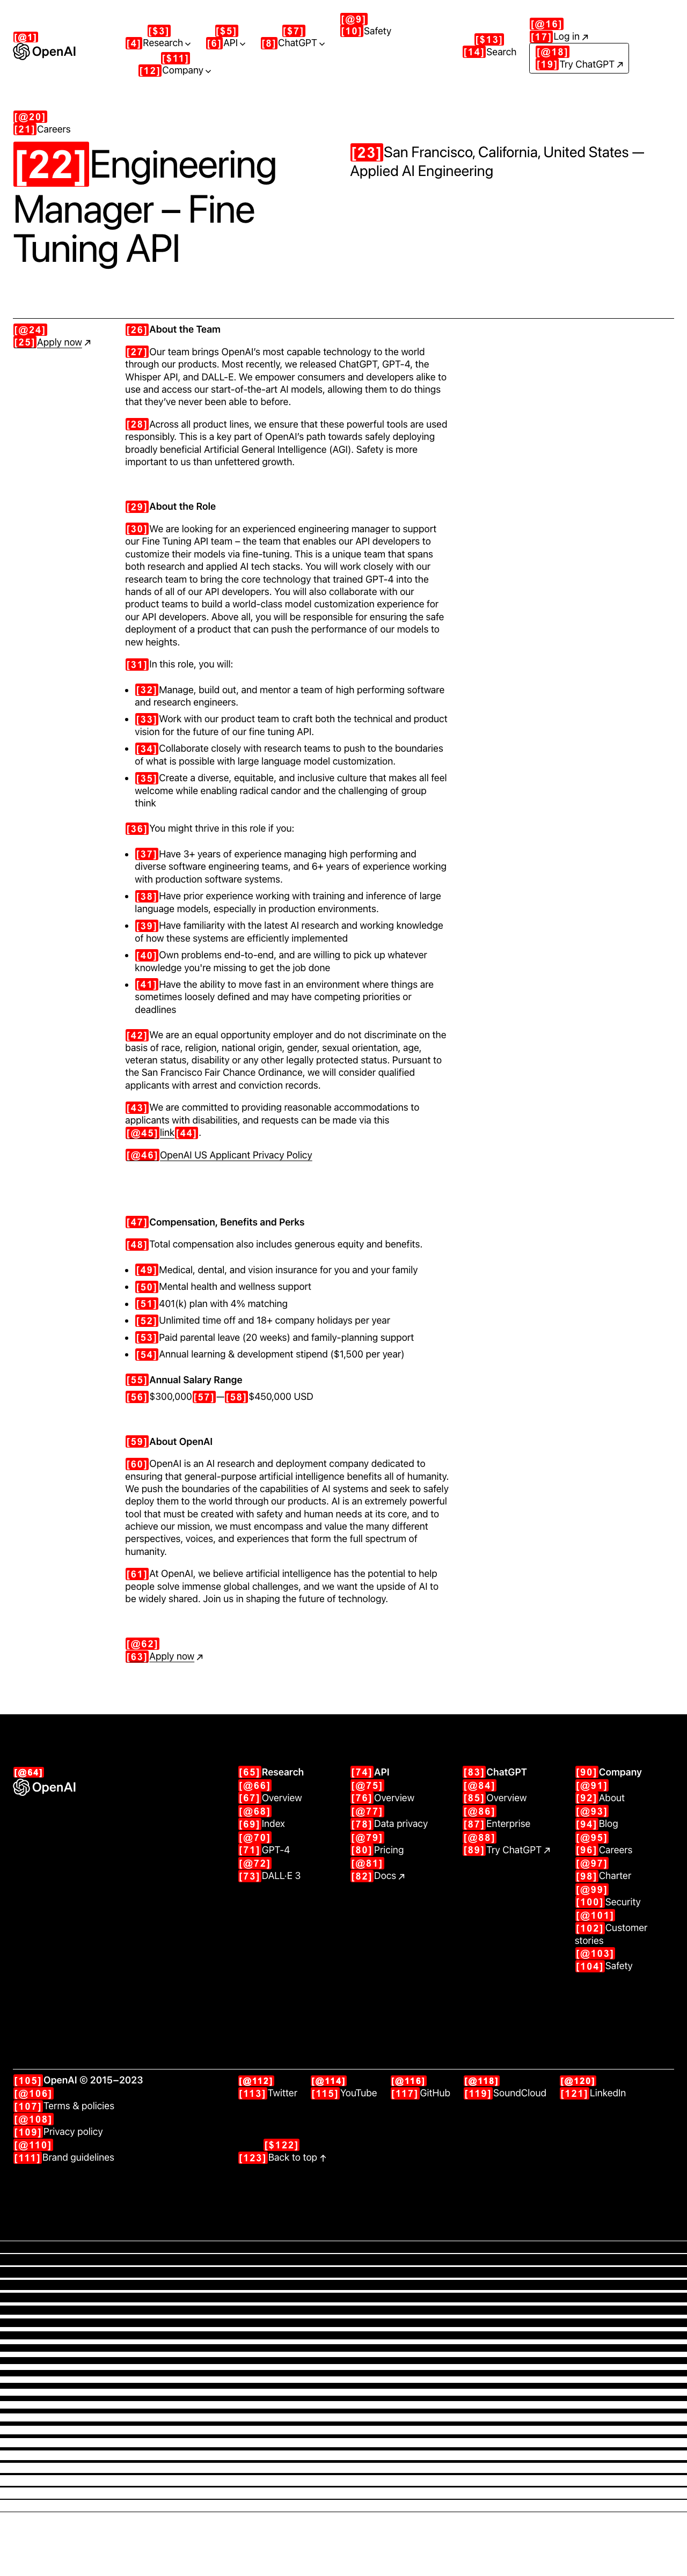 [@1]
OpenAI
[$3]
[4]Research
[$5]
[6]API
[$7]
[8]ChatGPT
[@9]
[10]Safety
[$11]
[12]Company
[$13]
[14]Search
[@16]
[17]Log in ↗
[@18]
[19]Try ChatGPT ↗
[@20]
[21]Careers
[22]Engineering
Manager – Fine
Tuning API
[23]San Francisco, California, United States —
Applied AI Engineering
[@24]
[25]Apply now ↗
[26]About the Team
[27]Our team brings OpenAI's most capable technology to the world
through our products. Most recently, we released ChatGPT, GPT-4, the
Whisper API, and DALL-E. We empower consumers and developers alike to
use and access our start-of-the-art AI models, allowing them to do things
that they've never been able to before.
[28]Across all product lines, we ensure that these powerful tools are used
responsibly. This is a key part of OpenAI's path towards safely deploying
broadly beneficial Artificial General Intelligence (AGI). Safety is more
important to us than unfettered growth.
[29]About the Role
[30]We are looking for an experienced engineering manager to support
our Fine Tuning API team – the team that enables our API developers to
customize their models via fine-tuning. This is a unique team that spans
both research and applied AI tech stacks. You will work closely with our
research team to bring the core technology that trained GPT-4 into the
hands of all of our API developers. You will also collaborate with our
product teams to build a world-class model customization experience for
our API developers. Above all, you will be responsible for ensuring the safe
deployment of a product that can push the performance of our models to
new heights.
[31]In this role, you will:
• [32]Manage, build out, and mentor a team of high performing software
and research engineers.
• [33]Work with our product team to craft both the technical and product
vision for the future of our fine tuning API.
• [34]Collaborate closely with research teams to push to the boundaries
of what is possible with large language model customization.
• [35]Create a diverse, equitable, and inclusive culture that makes all feel
welcome while enabling radical candor and the challenging of group
think
[36]You might thrive in this role if you:
• [37]Have 3+ years of experience managing high performing and
diverse software engineering teams, and 6+ years of experience working
with production software systems.
• [38]Have prior experience working with training and inference of large
language models, especially in production environments.
• [39]Have familiarity with the latest AI research and working knowledge
of how these systems are efficiently implemented
• [40]Own problems end-to-end, and are willing to pick up whatever
knowledge you're missing to get the job done
• [41]Have the ability to move fast in an environment where things are
sometimes loosely defined and may have competing priorities or
deadlines
[42]We are an equal opportunity employer and do not discriminate on the
basis of race, religion, national origin, gender, sexual orientation, age,
veteran status, disability or any other legally protected status. Pursuant to
the San Francisco Fair Chance Ordinance, we will consider qualified
applicants with arrest and conviction records.
[43]We are committed to providing reasonable accommodations to
applicants with disabilities, and requests can be made via this
[@45]link[44].
[@46]OpenAI US Applicant Privacy Policy
[47]Compensation, Benefits and Perks
[48]Total compensation also includes generous equity and benefits.
• [49]Medical, dental, and vision insurance for you and your family
• [50]Mental health and wellness support
• [51]401(k) plan with 4% matching
• [52]Unlimited time off and 18+ company holidays per year
• [53]Paid parental leave (20 weeks) and family-planning support
• [54]Annual learning & development stipend ($1,500 per year)
[55]Annual Salary Range
[56]$300,000[57]—[58]$450,000 USD
[59]About OpenAI
[60]OpenAI is an AI research and deployment company dedicated to
ensuring that general-purpose artificial intelligence benefits all of humanity.
We push the boundaries of the capabilities of AI systems and seek to safely
deploy them to the world through our products. AI is an extremely powerful
tool that must be created with safety and human needs at its core, and to
achieve our mission, we must encompass and value the many different
perspectives, voices, and experiences that form the full spectrum of
humanity.
[61]At OpenAI, we believe artificial intelligence has the potential to help
people solve immense global challenges, and we want the upside of AI to
be widely shared. Join us in shaping the future of technology.
[@62]
[63]Apply now ↗
[@64]
OpenAI
[65]Research
[@66]
[67]Overview
[@68]
[69]Index
[@70]
[71]GPT-4
[@72]
[73]DALL·E 3
[74]API
[@75]
[76]Overview
[@77]
[78]Data privacy
[@79]
[80]Pricing
[@81]
[82]Docs ↗
[83]ChatGPT
[@84]
[85]Overview
[@86]
[87]Enterprise
[@88]
[89]Try ChatGPT ↗
[90]Company
[@91]
[92]About
[@93]
[94]Blog
[@95]
[96]Careers
[@97]
[98]Charter
[@99]
[100]Security
[@101]
[102]Customer
stories
[@103]
[104]Safety
[105]OpenAI © 2015–2023
[@106]
[107]Terms & policies
[@108]
[109]Privacy policy
[@110]
[111]Brand guidelines
[@112]
[113]Twitter
[@114]
[115]YouTube
[@116]
[117]GitHub
[@118]
[119]SoundCloud
[@120]
[121]LinkedIn
[$122]
[123]Back to top ↑